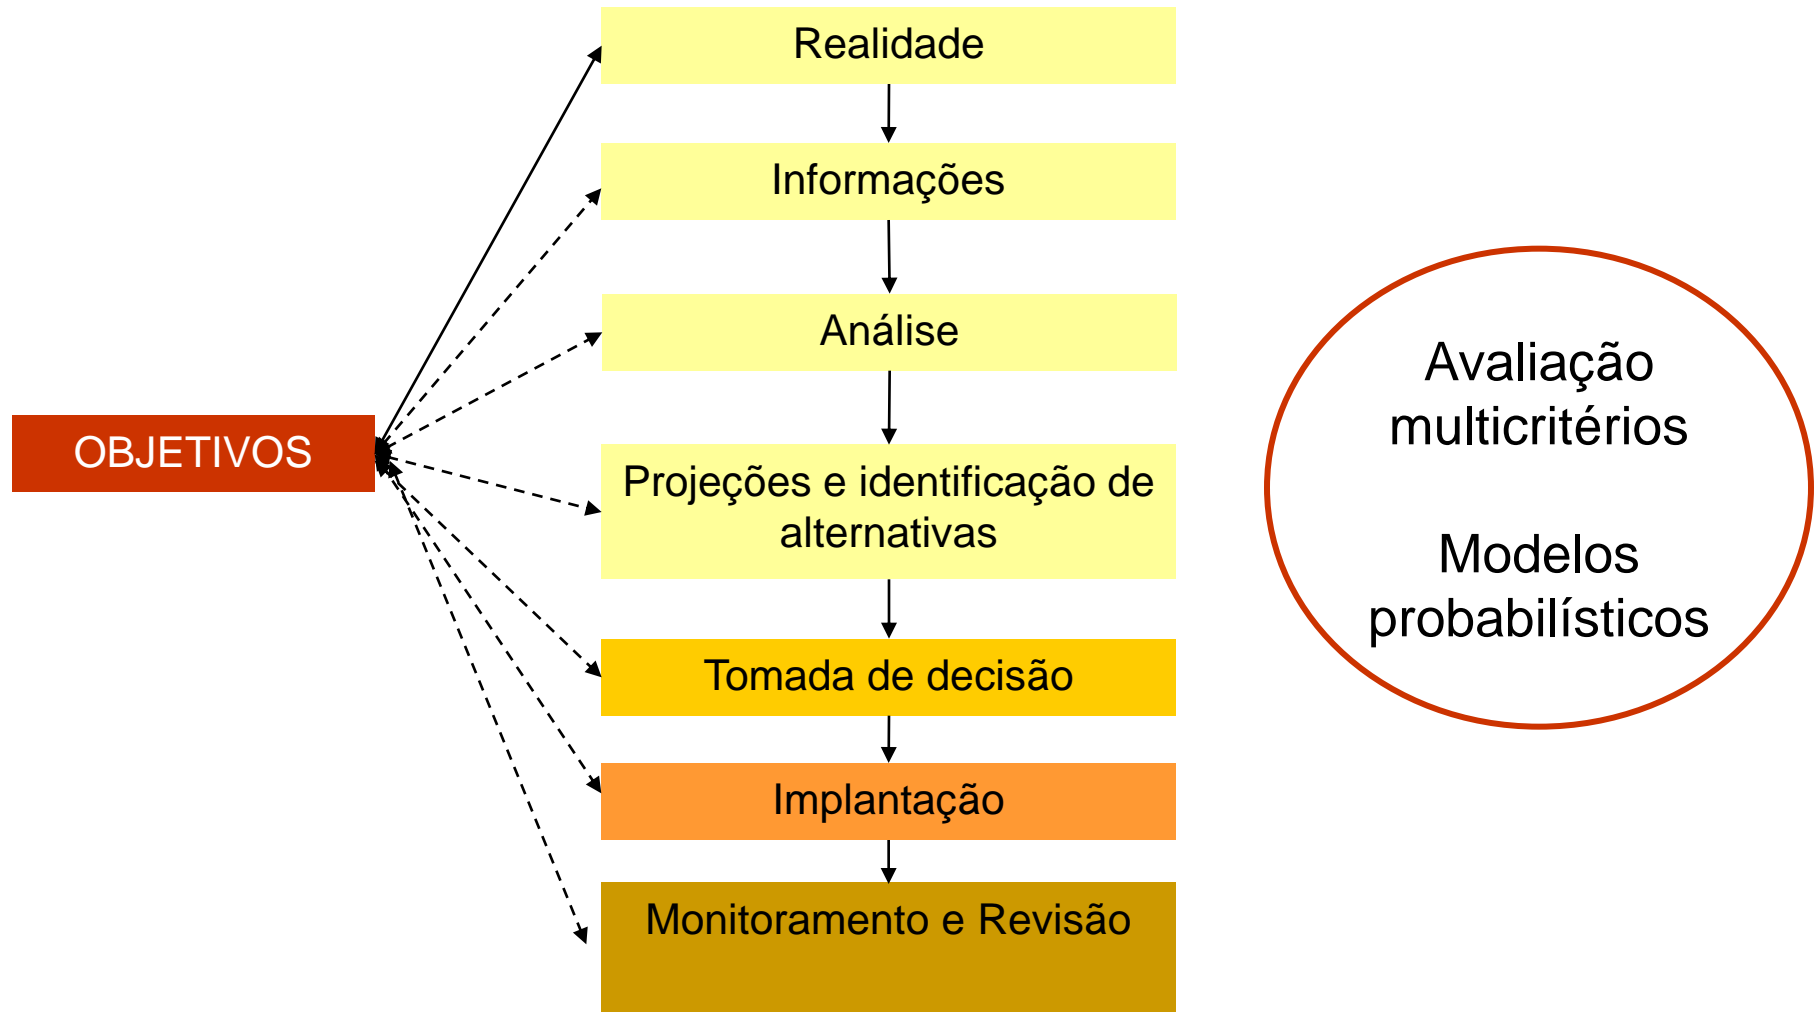 Realidade
Informações
Análise
OBJETIVOS
Projeções e identificação de
alternativas
Tomada de decisão
Implantação
Monitoramento e Revisão
Avaliação
multicritérios
Modelos
probabilísticos